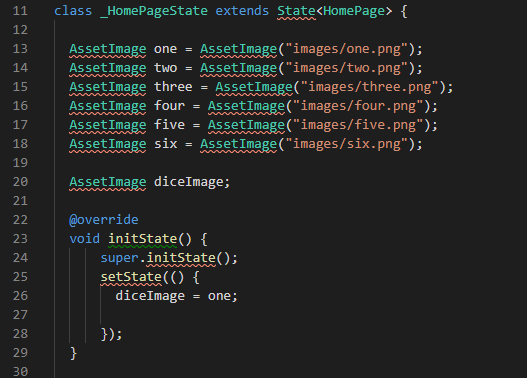 11 class _HomePageState extends State<HomePage> {
12
13 AssetImage one = AssetImage("images/one.png");
14 AssetImage two = AssetImage("images/two.png");
15 AssetImage three = AssetImage("images/three.png");
16 AssetImage four = AssetImage("images/four.png");
17 AssetImage five = AssetImage("images/five.png");
18 AssetImage six = AssetImage("images/six.png");
19
20 AssetImage diceImage;
21
22 @override
23 void initState() {
24 super.initState();
25 setState(() {
26 diceImage = one;
27
28 });
29 }
30